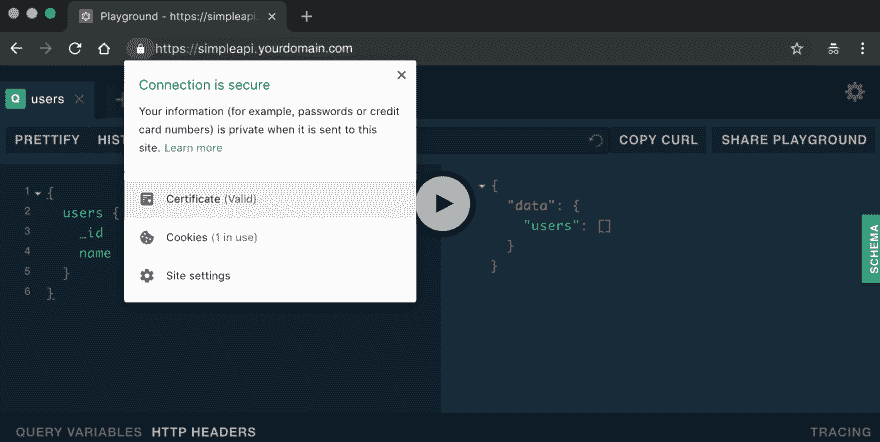 Playground - https://simpleapi.
https://simpleapi.yourdomain.com
Connection is secure
Your information (for example, passwords or credit
card numbers) is private when it is sent to this
site. Learn more
Certificate (Valid)
Cookies (1 in use)
Site settings
Q users
PRETTIFY HIST COPY CURL SHARE PLAYGROUND
1 {
2 users {
3 _id
4 name
5 }
6 }
{
"data": {
"users": []
}
}
SCHEMA
QUERY VARIABLES HTTP HEADERS TRACING